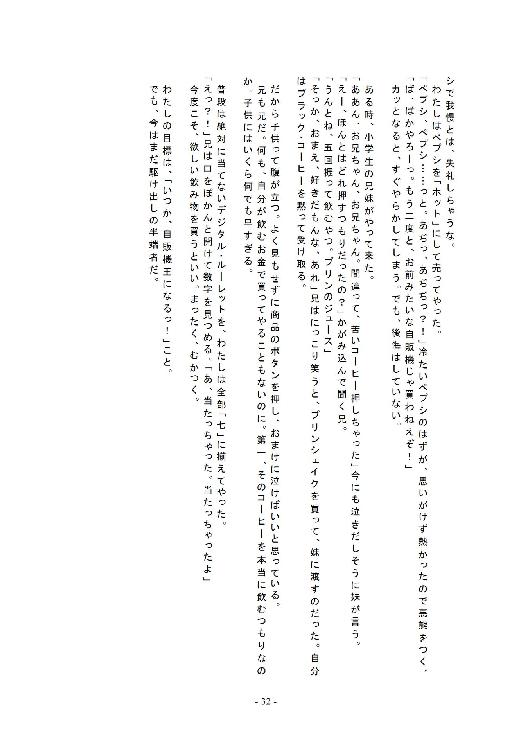 シで我慢とは、失礼しちゃうな。
わたしはペプシを「ホット」にして売ってやった。
「ペプシ、ペプシ……っと。あぢっ、あぢぢっ？！」冷たいペプシのはずが、思いがけず熱かったので悪態をつく。
「ば、ばかやろーっ。もう二度と、お前みたいな自販機じゃ買わねえぞ！」
カッとなると、すぐやらかしてしまう。でも、後悔はしていない。
ある時、小学生の兄妹がやって来た。
「ああん、お兄ちゃん、お兄ちゃん。間違って、苦いコーヒー押しちゃった」今にも泣きだしそうに妹が言う。
「えー、ほんとはどれ押すつもりだったの？」かがみ込んで聞く兄。
「うんとね、五回振って飲むやつ。プリンのジュース」
「そっか、おまえ、好きだもんな、あれ」兄はにっこり笑うと、プリンシェイクを買って、妹に渡すのだった。自分
はブラック・コーヒーを黙って受け取る。
だから子供って腹が立つ。よく見もせずに商品のボタンを押し、おまけに泣けばいいと思っている。
兄も兄だ。何も、自分が飲むお金で買ってやることもないのに。第一、そのコーヒーを本当に飲むつもりなの
か。子供にはいくら何でも早すぎる。
普段は絶対に当てないデジタル・ルーレットを、わたしは全部「七」に揃えてやった。
「えっ？！」兄は口をぽかんと開けて数字を見つめる。「あ、当たっちゃった。当たっちゃったよ」
今度こそ、欲しい飲み物を買うといい。まったく、むかつく。
わたしの目標は、「いつか、自販機王になるっ！」こと。
でも、今はまだ駆け出しの半端者だ。
- 32 -